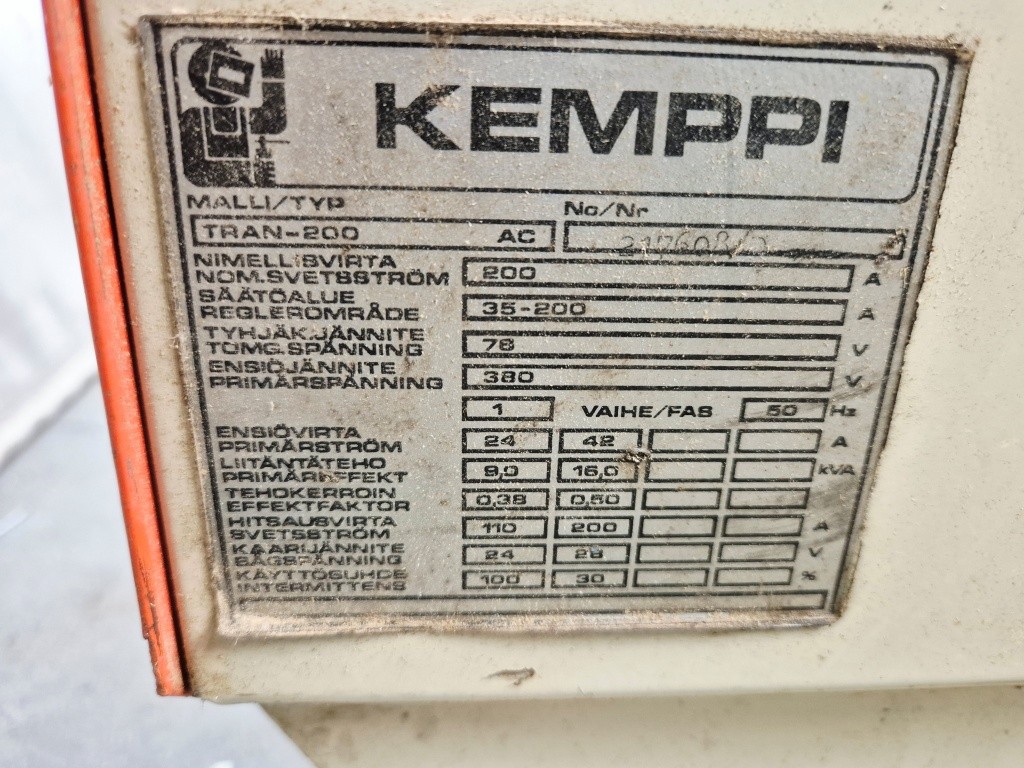 KEMPPI
MALLI/TYP No/Nr
TRAN-200 AC
NIMELLISVIRTA
NOM.SVETSSTRÖM 200 A
SÄÄTÖALUE
REGLEROMRÅDE 35-200 A
TYHJÄKÄJÄNNITE
TOMG.SPÄNNING 78 V
ENSIÖJÄNNITE
PRIMÄRSPÄNNING 380 V
1 VAIHE/FAS 50 Hz
ENSIÖVIRTA
PRIMÄRSTRÖM 24 42 A
LIITÄNTÄTEHO
PRIMÄREFFEKT 9,0 16,0 kVA
TEHOKERROIN
EFFEKTFAKTOR 0,38 0,50
HITSAUSVIRTA
SVETSSTRÖM 110 200 A
KAARIJÄNNITE
BÅGSPÄNNING 24 28 V
KÄYTTÖSUHDE
INTERMITTENS 100 30 %